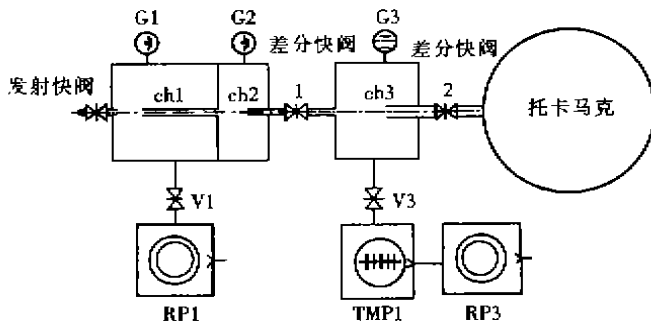 G1
G2
G3
差分快阀
差分快阀
发射快阀
ch1
ch2
1
ch3
2
托卡马克
V1
V3
RP1
TMP1
RP3